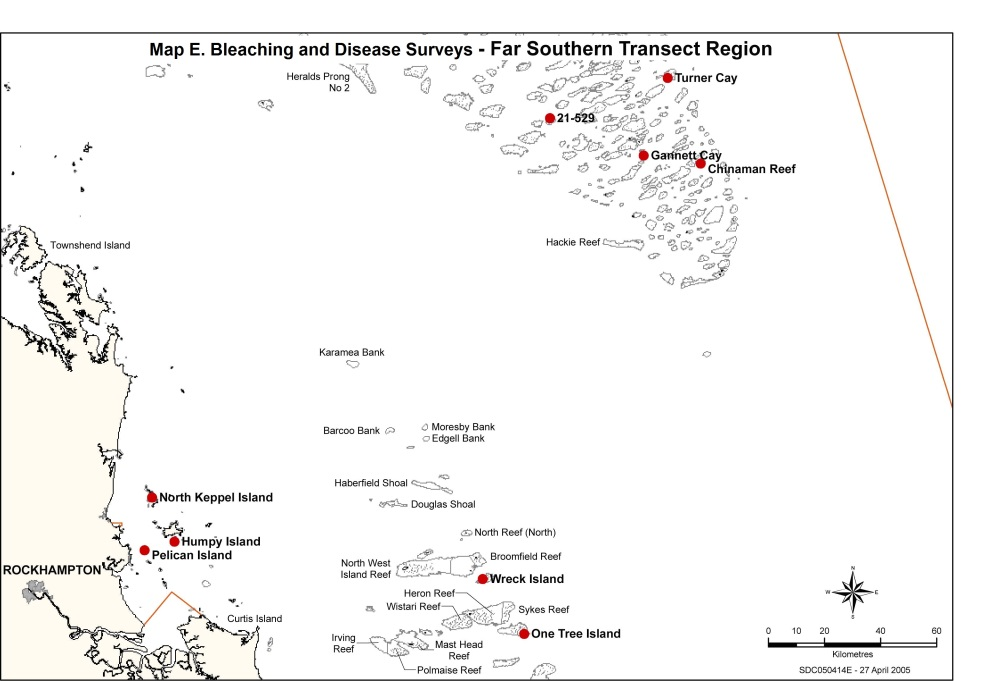 Map E. Bleaching and Disease Surveys - Far Southern Transect Region
Heralds Prong
No 2
Turner Cay
21-529
Gannett Cay
Chinaman Reef
Hackie Reef
Townshend Island
Karamea Bank
Barcoo Bank
Moresby Bank
Edgell Bank
Haberfield Shoal
Douglas Shoal
North Keppel Island
Humpy Island
Pelican Island
ROCKHAMPTON
North Reef (North)
North West
Island Reef
Broomfield Reef
Wreck Island
Heron Reef
Wistari Reef
Sykes Reef
Curtis Island
One Tree Island
Irving
Reef
Mast Head
Reef
Polmaise Reef
N
W
E
S
0 10 20 40 60
Kilometres
SDC050414E - 27 April 2005